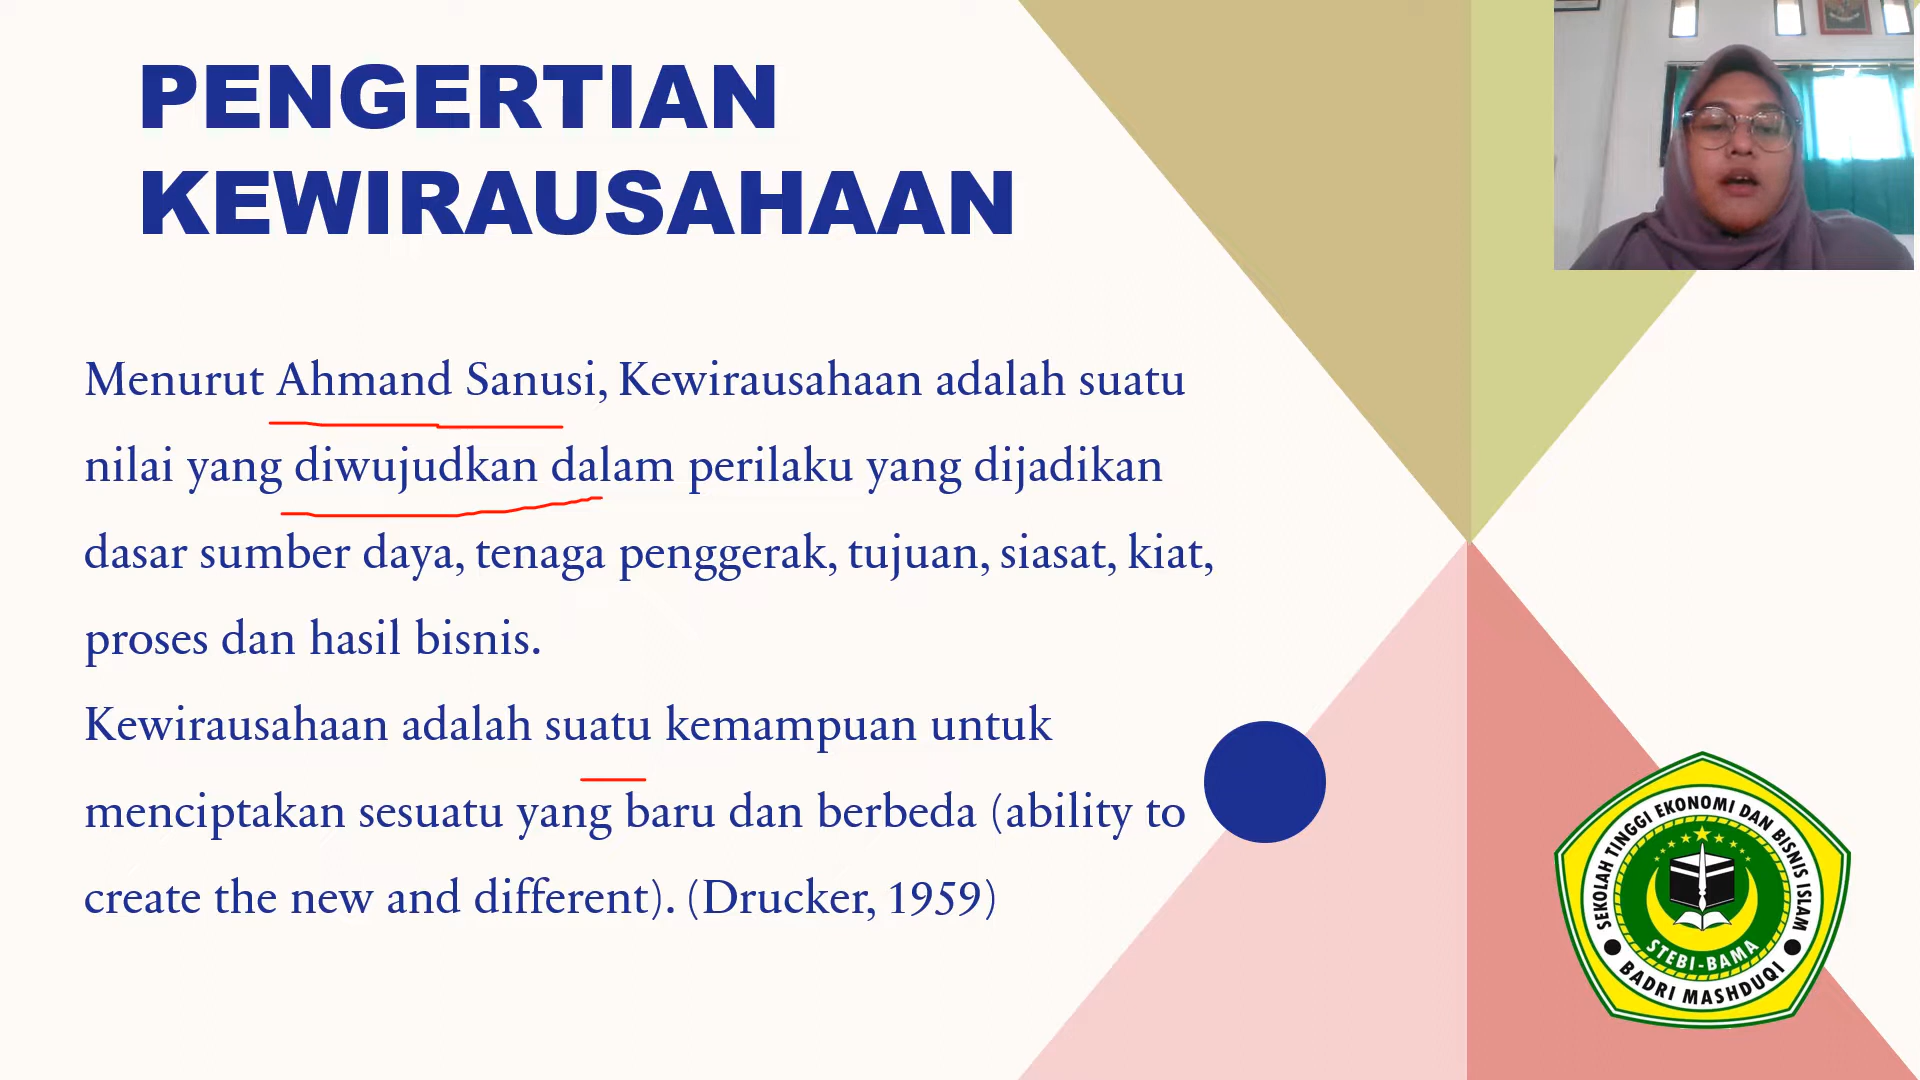 PENGERTIAN
KEWIRAUSAHAAN
Menurut Ahmand Sanusi, Kewirausahaan adalah suatu
nilai yang diwujudkan dalam perilaku yang dijadikan
dasar sumber daya, tenaga penggerak, tujuan, siasat, kiat,
proses dan hasil bisnis.
Kewirausahaan adalah suatu kemampuan untuk
menciptakan sesuatu yang baru dan berbeda (ability to
create the new and different). (Drucker, 1959)
SEKOLAH TINGGI EKONOMI DAN BISNIS ISLAM
STEBI-BAMA
BADRI MASHDUQI